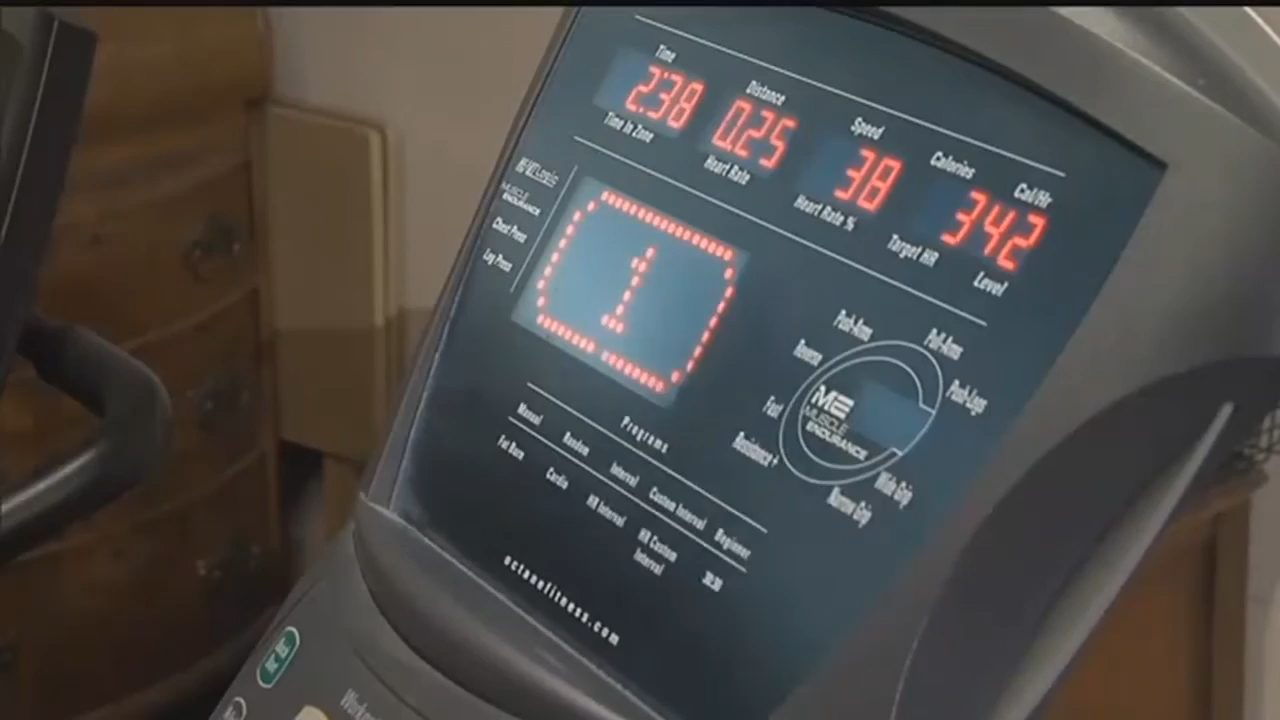 Time Distance Speed Calories Cal/Hr
2:38 0.25 38 342
Time In Zone Heart Rate Heart Rate % Target HR Level
MUSCLE
ENDURANCE
Chest Press
Leg Press
1
Push-Arms Pull-Arms
Reverse Push-Legs
Fast
Resistance+ Wide Grip
Narrow Grip
ME
MUSCLE
ENDURANCE
Programs
Manual Random Interval Custom Interval Beginner
Fat Burn Cardio HR Interval HR Custom Interval 30:30
octanefitness.com